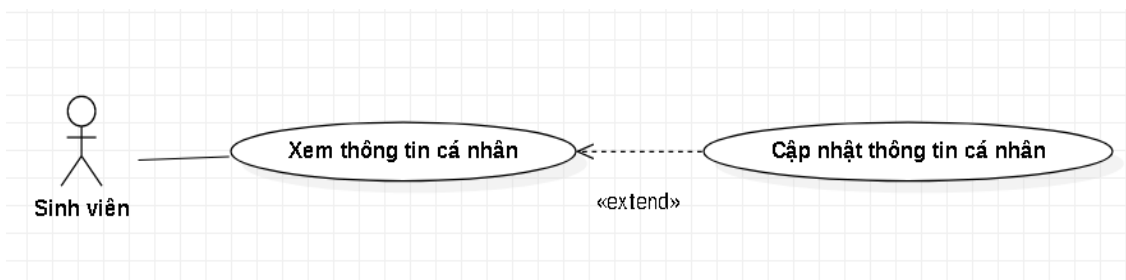 Xem thông tin cá nhân
Cập nhật thông tin cá nhân
Sinh viên
«extend»